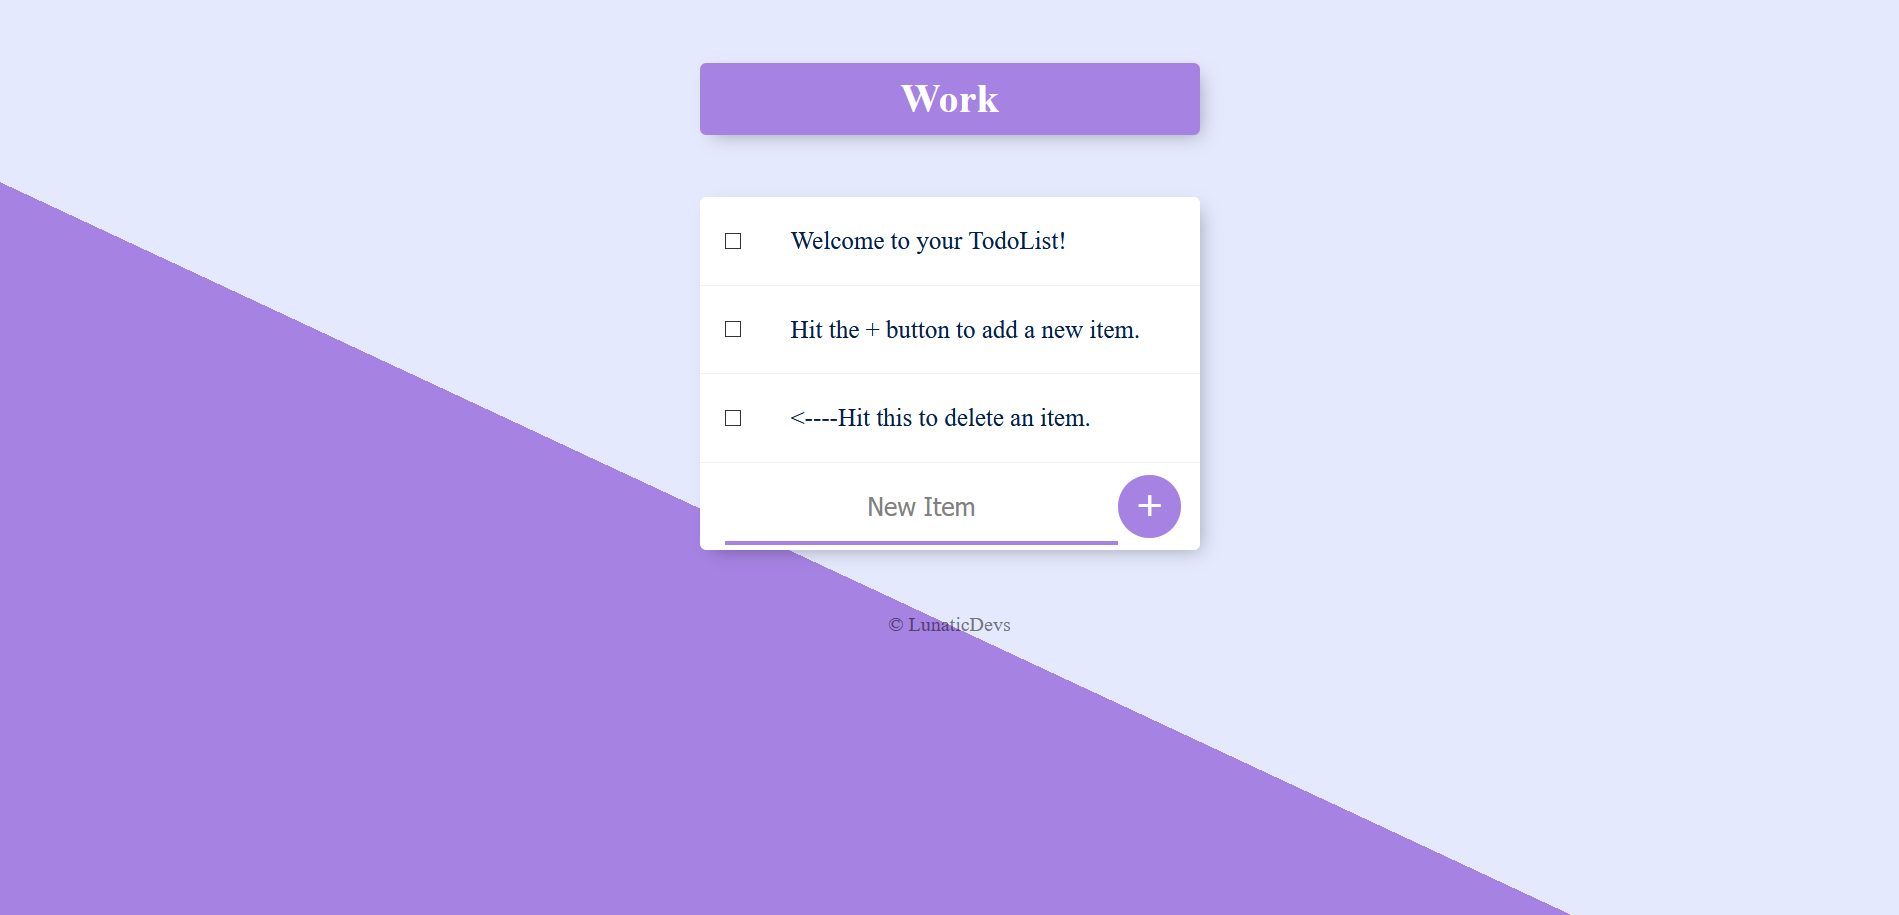 Work
Welcome to your TodoList!
Hit the + button to add a new item.
<----Hit this to delete an item.
New Item
+
© LunaticDevs